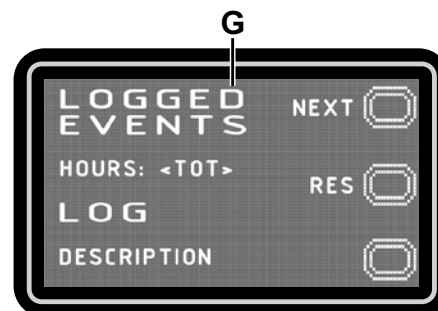 G
LOGGED
EVENTS
NEXT
HOURS: <TOT>
RES
LOG
DESCRIPTION